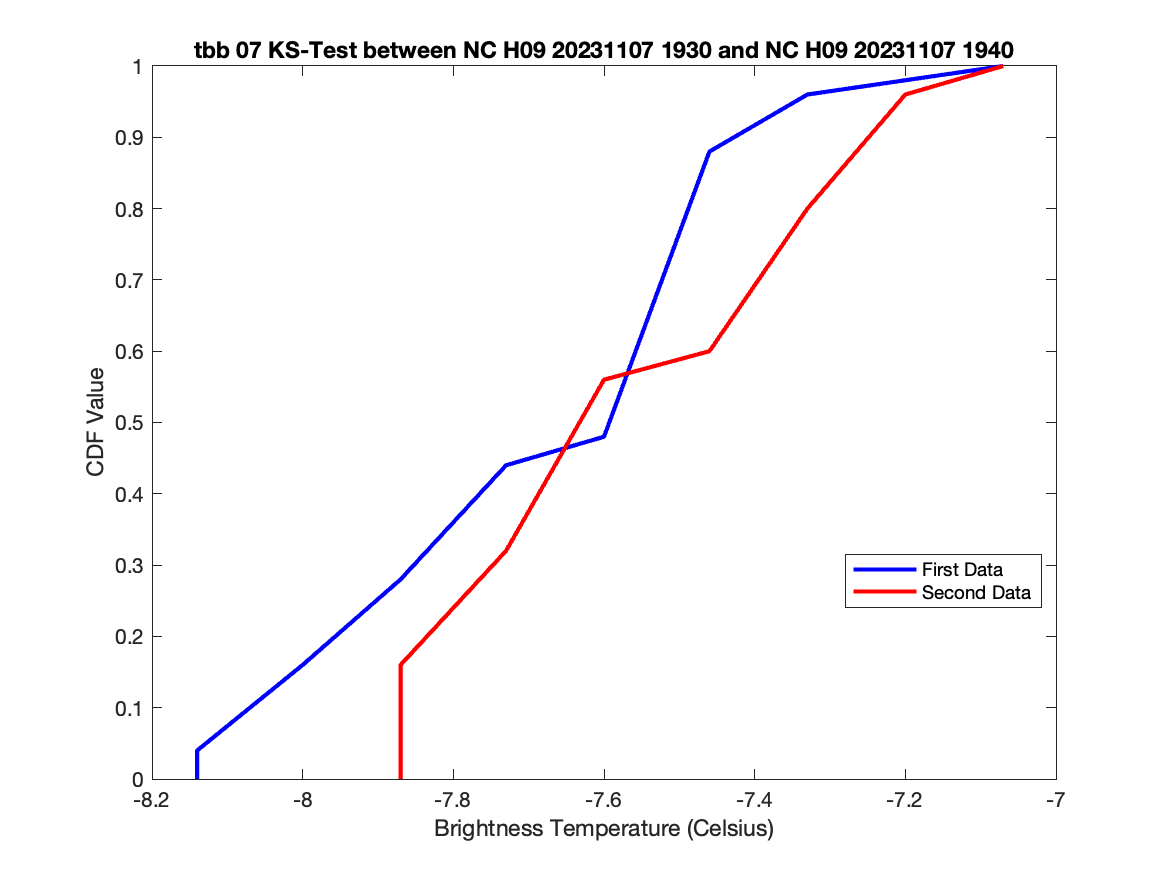 tbb 07 KS-Test between NC H09 20231107 1930 and NC H09 20231107 1940
1
0.9
0.8
0.7
0.6
0.5
0.4
0.3
0.2
0.1
0
CDF Value
First Data
Second Data
-8.2 -8 -7.8 -7.6 -7.4 -7.2 -7
Brightness Temperature (Celsius)